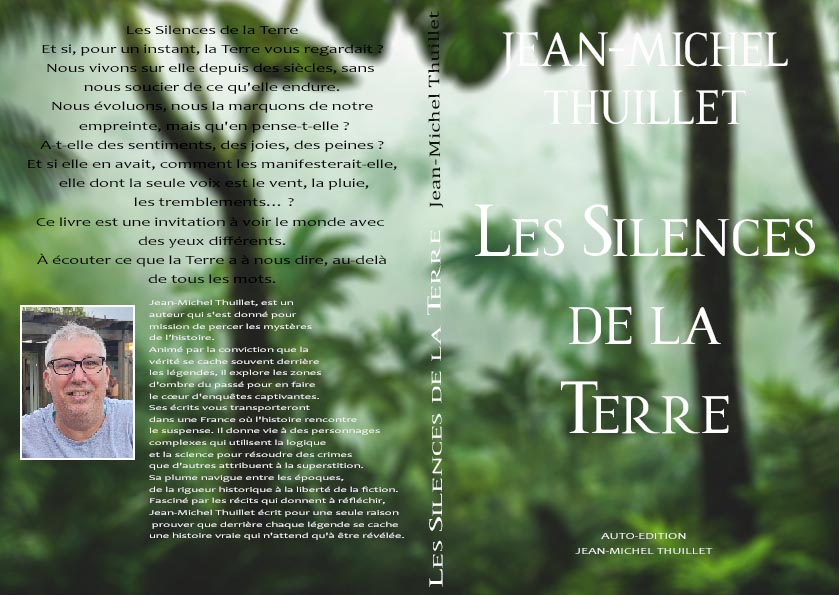 Les Silences de la Terre
Et si, pour un instant, la Terre vous regardait ?
Nous vivons sur elle depuis des siècles, sans
nous soucier de ce qu'elle endure.
Nous évoluons, nous la marquons de notre
empreinte, mais qu'en pense-t-elle ?
A-t-elle des sentiments, des joies, des peines ?
Et si elle en avait, comment les manifesterait-elle,
elle dont la seule voix est le vent, la pluie,
les tremblements... ?
Ce livre est une invitation à voir le monde avec
des yeux différents.
À écouter ce que la Terre a à nous dire, au-delà
de tous les mots.
Jean-Michel Thuillet, est un
auteur qui s'est donné pour
mission de percer les mystères
de l'histoire.
Animé par la conviction que la
vérité se cache souvent derrière
les légendes, il explore les zones
d'ombre du passé pour en faire
le cœur d'enquêtes captivantes.
Ses écrits vous transporteront
dans une France où l'histoire rencontre
le suspense. Il donne vie à des personnages
complexes qui utilisent la logique
et la science pour résoudre des crimes
que d'autres attribuent à la superstition.
Sa plume navigue entre les époques,
de la rigueur historique à la liberté de la fiction.
Fasciné par les récits qui donnent à réfléchir,
Jean-Michel Thuillet écrit pour une seule raison
prouver que derrière chaque légende se cache
une histoire vraie qui n'attend qu'à être révélée.
Les Silences de la Terre Jean-Michel Thuillet
JEAN-MICHEL
THUILLET
Les Silences
de la
Terre
AUTO-EDITION
JEAN-MICHEL THUILLET